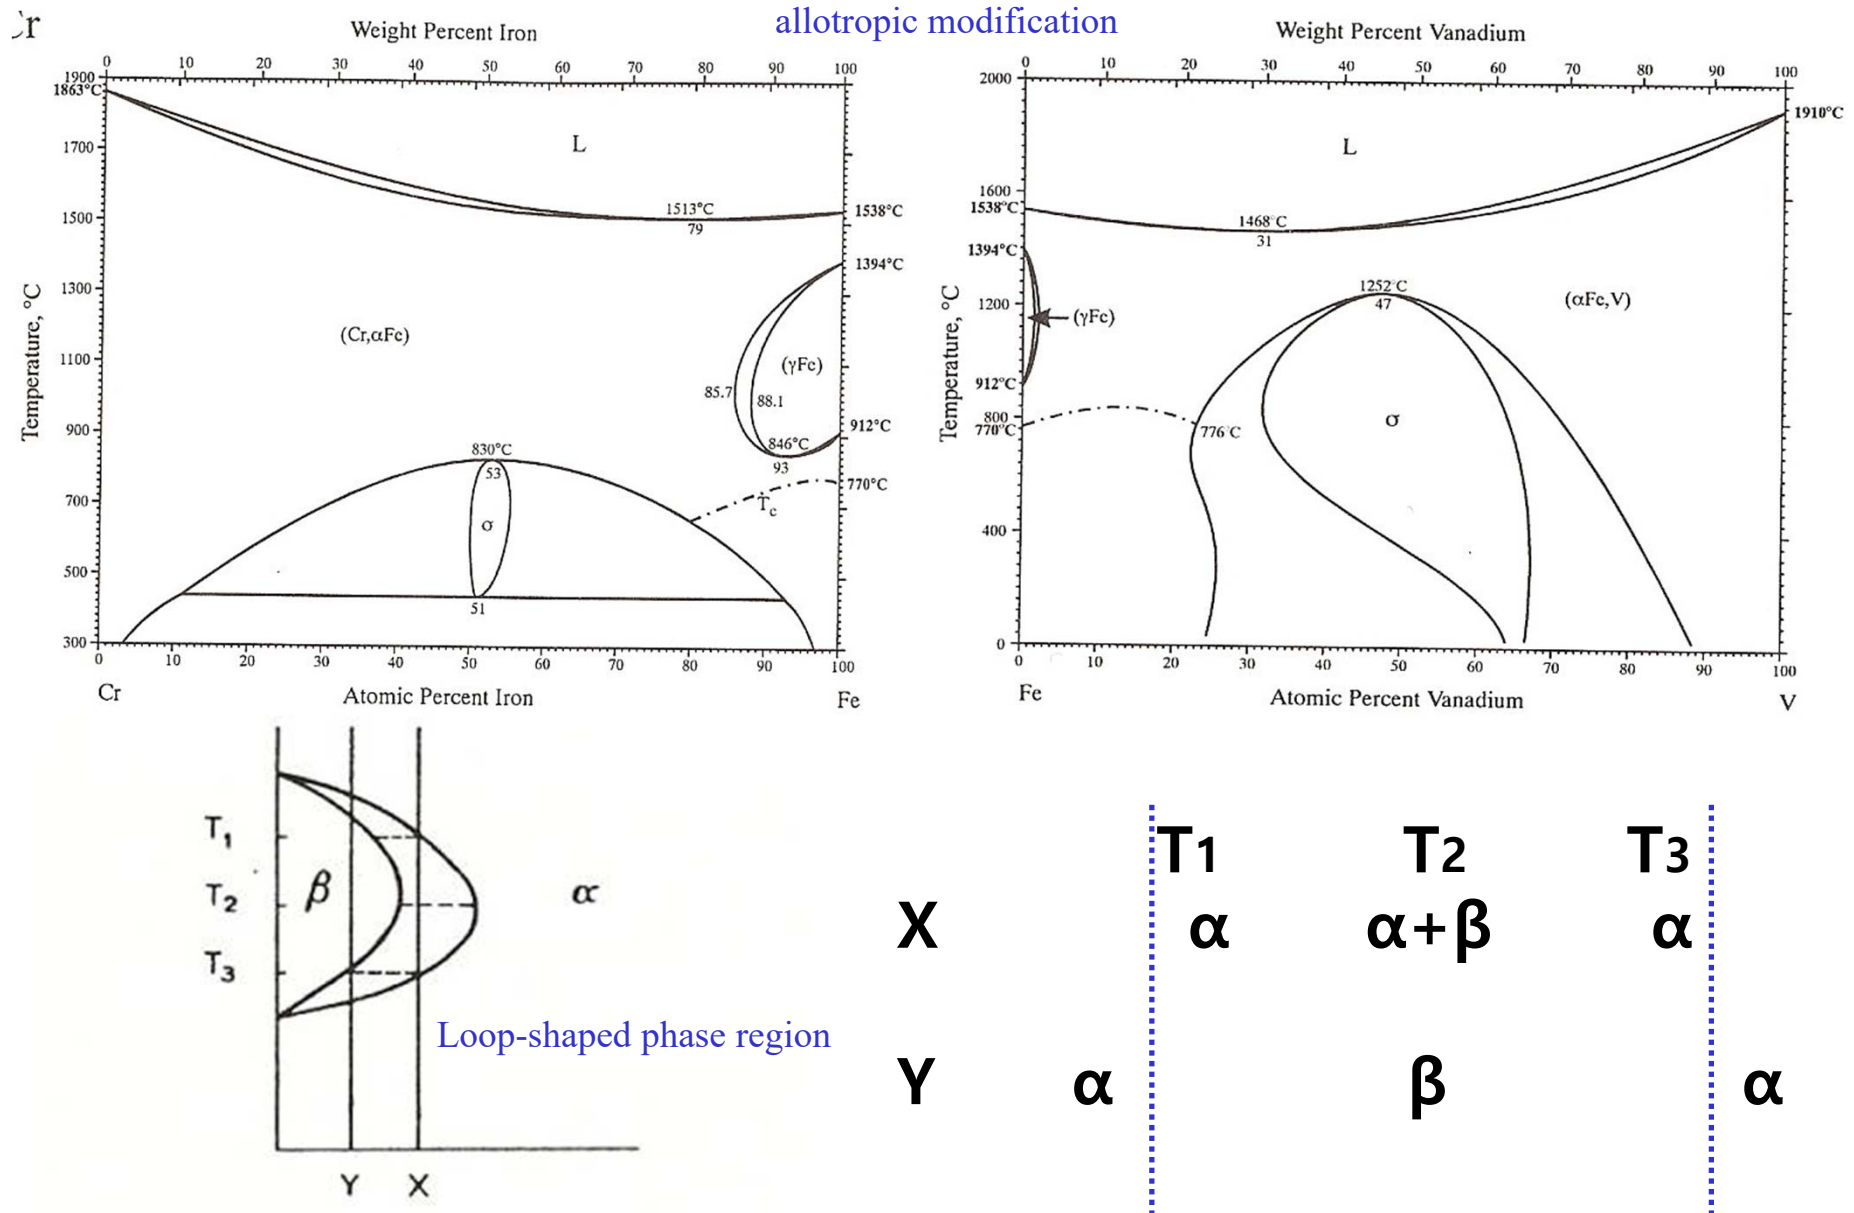 allotropic modification
Cr
Weight Percent Iron
0 10 20 30 40 50 60 70 80 90 100
1900
1863°C
1700
1500
1300
1100
900
700
500
300
Temperature, °C
L
1513°C
79
1538°C
1394°C
(Cr,αFe)
(γFe)
85.7
88.1
912°C
846°C
93
830°C
53
770°C
Tc
σ
51
0 10 20 30 40 50 60 70 80 90 100
Cr
Atomic Percent Iron
Fe
Weight Percent Vanadium
0 10 20 30 40 50 60 70 80 90 100
2000
1600
1538°C
1394°C
1200
912°C
800
770°C
400
0
Temperature, °C
1910°C
L
1468°C
31
1252°C
47
(αFe,V)
(γFe)
776°C
σ
0 10 20 30 40 50 60 70 80 90 100
Fe
Atomic Percent Vanadium
V
T1
T2
T3
β
α
Y X
Loop-shaped phase region
T1 T2 T3
X α α+β α
Y α β α